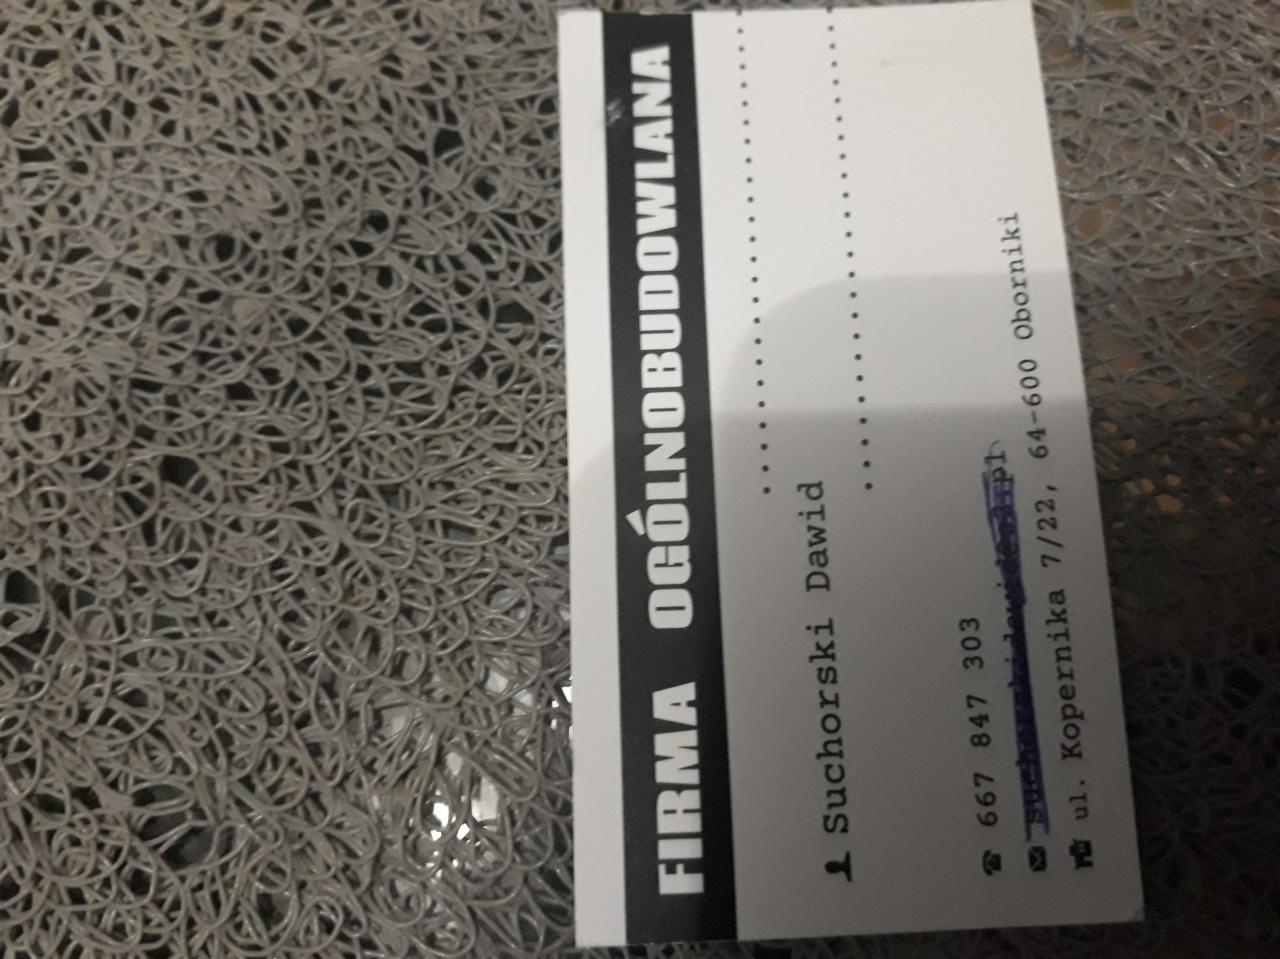 FIRMA OGÓLNOBUDOWLANA
Suchorski Dawid
667 847 303
ul. Kopernika 7/22, 64-600 Oborniki